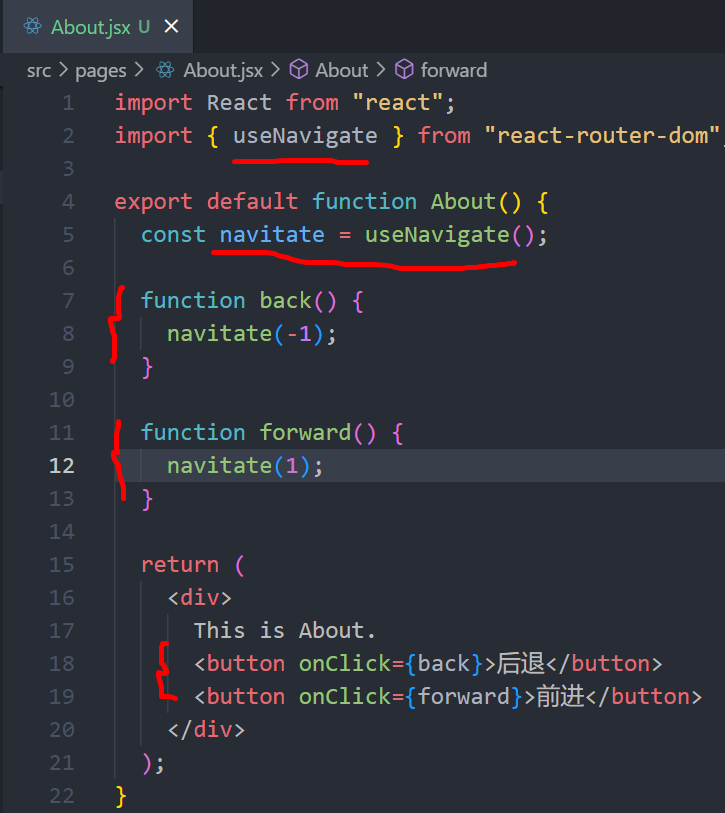 About.jsx U ×
src > pages > About.jsx > About > forward
1 import React from "react";
2 import { useNavigate } from "react-router-dom"
3
4 export default function About() {
5 const navitate = useNavigate();
6
7 function back() {
8 navitate(-1);
9 }
10
11 function forward() {
12 navitate(1);
13 }
14
15 return (
16 <div>
17 This is About.
18 <button onClick={back}>后退</button>
19 <button onClick={forward}>前进</button>
20 </div>
21 );
22 }